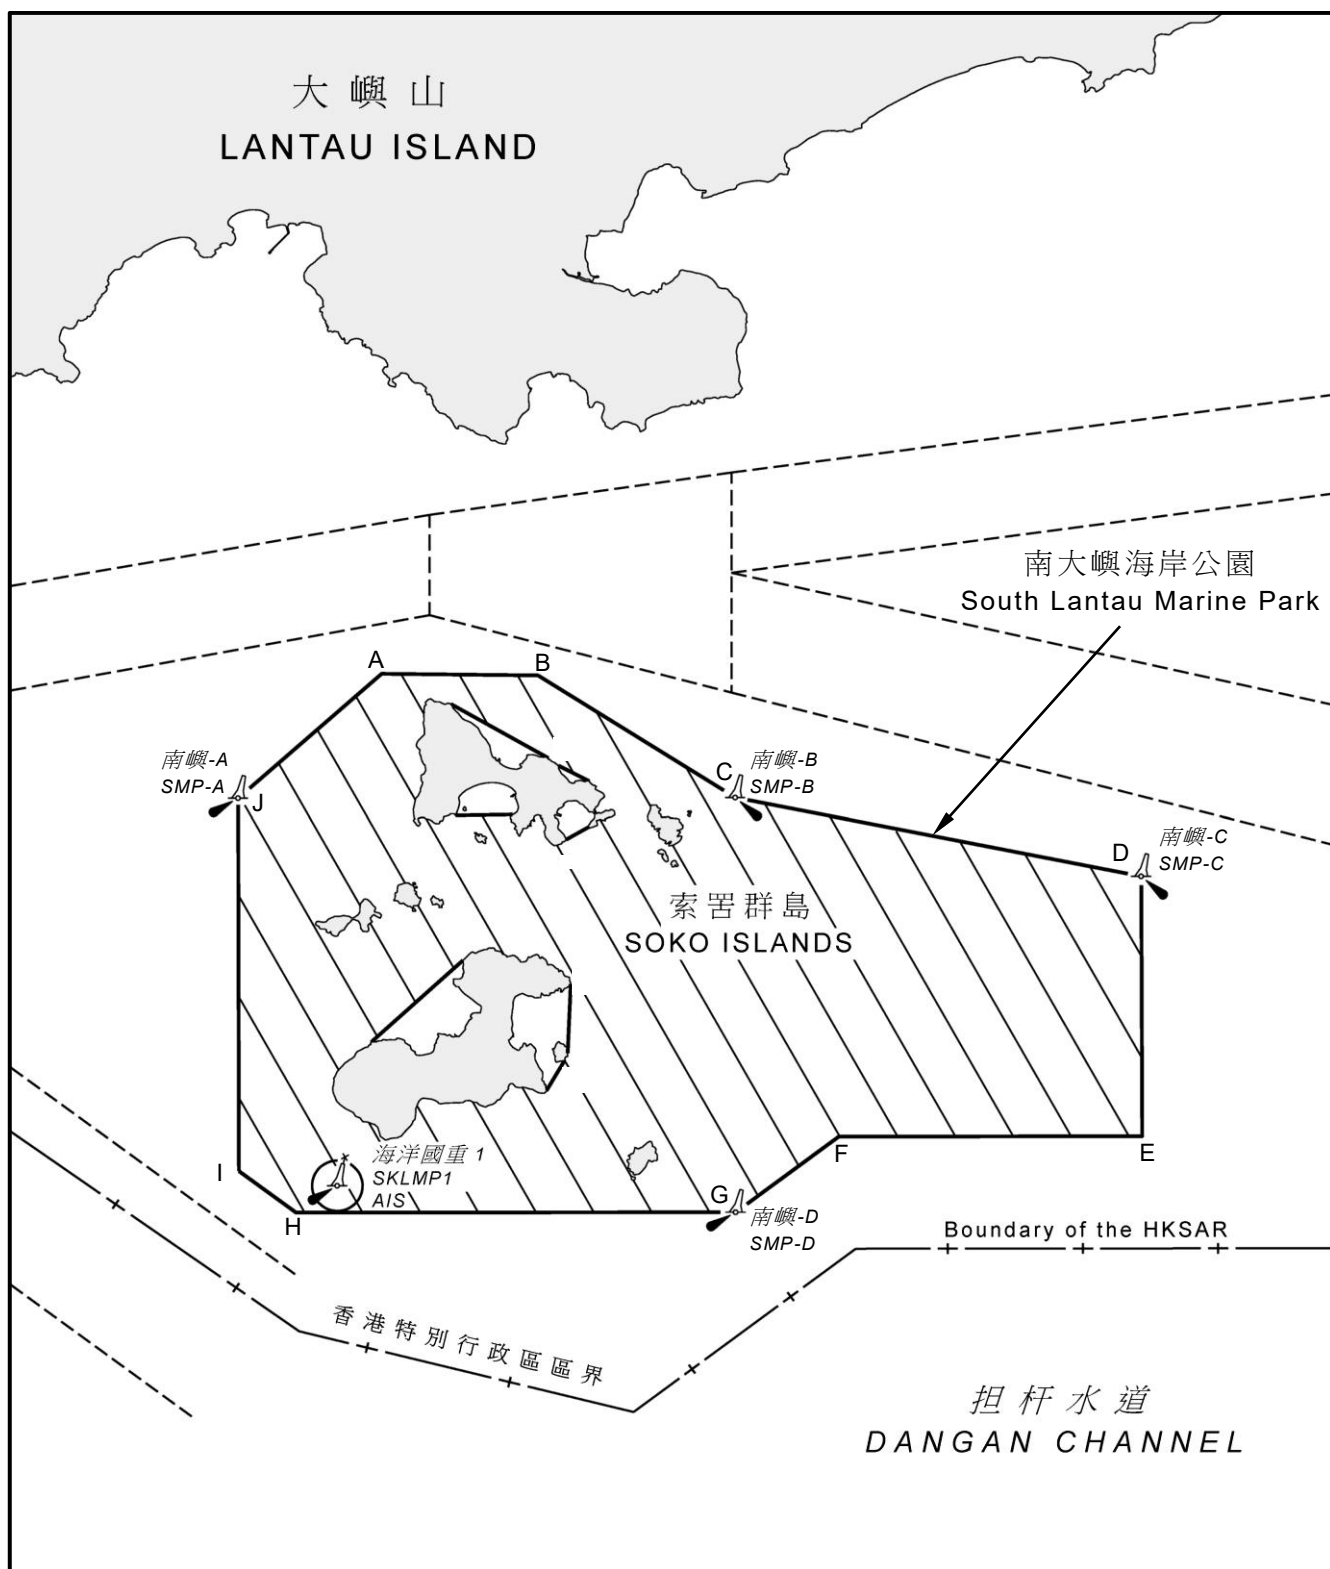 大嶼山
LANTAU ISLAND
南大嶼海岸公園
South Lantau Marine Park
A
B
南嶼-A
SMP-A
J
C
南嶼-B
SMP-B
D
南嶼-C
SMP-C
索罟群島
SOKO ISLANDS
I
海洋國重 1
SKLMP1
AIS
H
G
南嶼-D
SMP-D
F
E
Boundary of the HKSAR
香港特別行政區區界
担杆水道
DANGAN CHANNEL